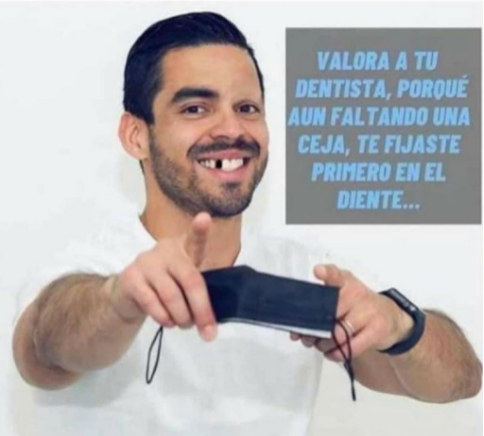 VALORA A TU
DENTISTA, PORQUÉ
AUN FALTANDO UNA
CEJA, TE FIJASTE
PRIMERO EN EL
DIENTE...